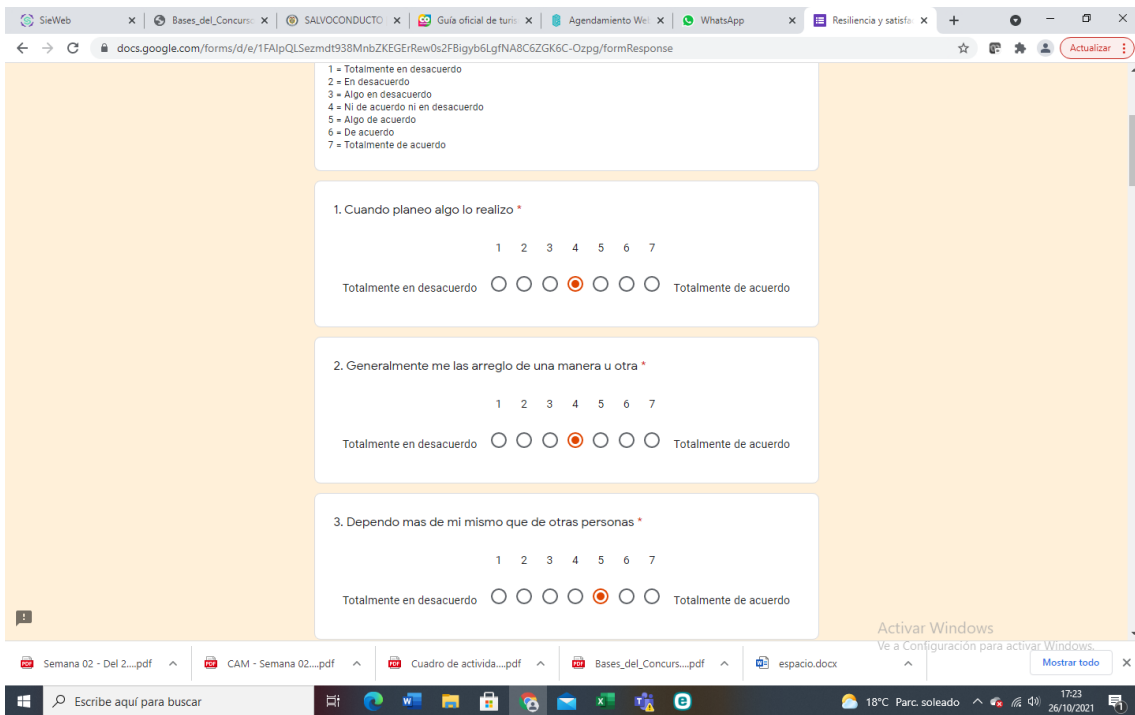 SieWeb
Bases_del_Concurso
SALVOCONDUCTO
Guía oficial de turis
Agendamiento We
WhatsApp
Resiliencia y satisfa
docs.google.com/forms/d/e/1FAIpQLSezmdt938MnbZKEGErRew0s2FBigyb6LgfNA8C6ZGK6C-Ozpg/formResponse
Actualizar
1 = Totalmente en desacuerdo
2 = En desacuerdo
3 = Algo en desacuerdo
4 = Ni de acuerdo ni en desacuerdo
5 = Algo de acuerdo
6 = De acuerdo
7 = Totalmente de acuerdo
1. Cuando planeo algo lo realizo *
1 2 3 4 5 6 7
Totalmente en desacuerdo Totalmente de acuerdo
2. Generalmente me las arreglo de una manera u otra *
1 2 3 4 5 6 7
Totalmente en desacuerdo Totalmente de acuerdo
3. Dependo mas de mi mismo que de otras personas *
1 2 3 4 5 6 7
Totalmente en desacuerdo Totalmente de acuerdo
Activar Windows
Ve a Configuración para activar Windows.
Semana 02 - Del 2....pdf
CAM - Semana 02....pdf
Cuadro de activida....pdf
Bases_del_Concurs....pdf
espacio.docx
Mostrar todo
Escribe aquí para buscar
18°C Parc. soleado
17:23
26/10/2021